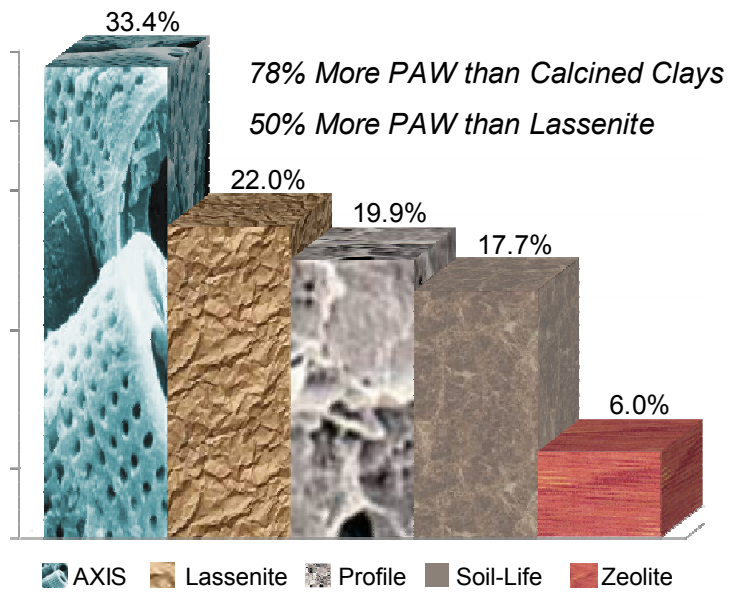 33.4%
78% More PAW than Calcined Clays
50% More PAW than Lassenite
22.0%
19.9%
17.7%
6.0%
AXIS Lassenite Profile Soil-Life Zeolite